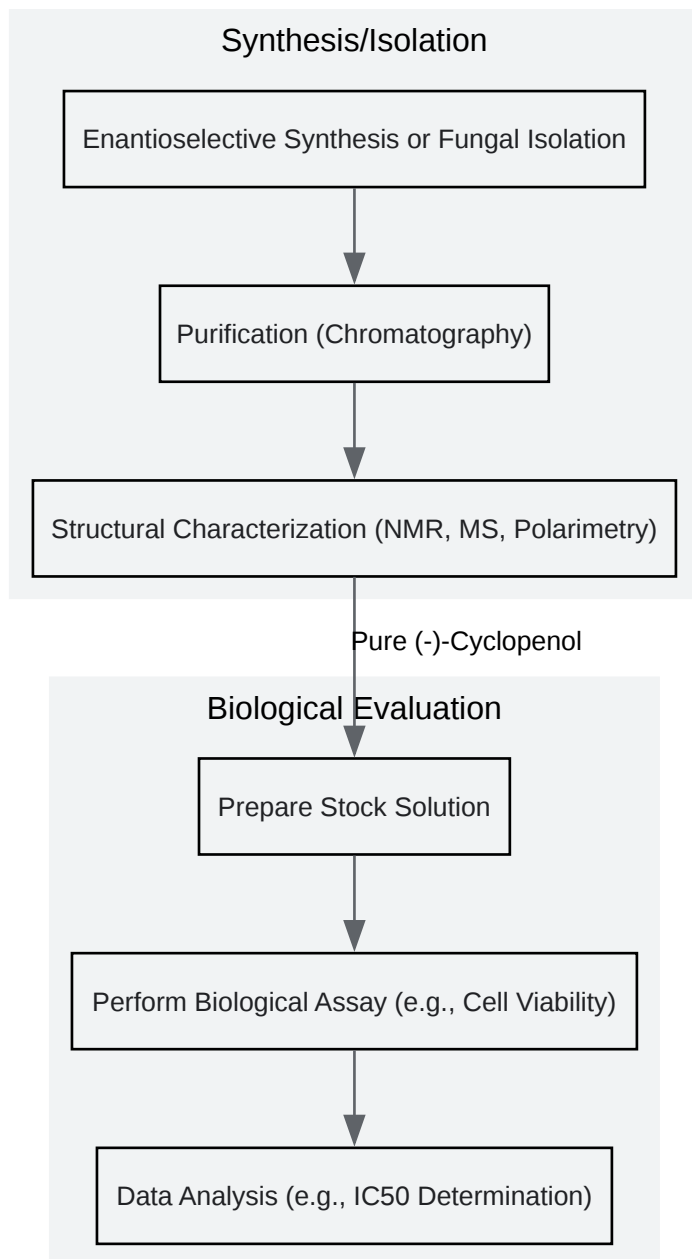 Synthesis/Isolation
Enantioselective Synthesis or Fungal Isolation
Purification (Chromatography)
Structural Characterization (NMR, MS, Polarimetry)
Pure (-)-Cyclopenol
Biological Evaluation
Prepare Stock Solution
Perform Biological Assay (e.g., Cell Viability)
Data Analysis (e.g., IC50 Determination)